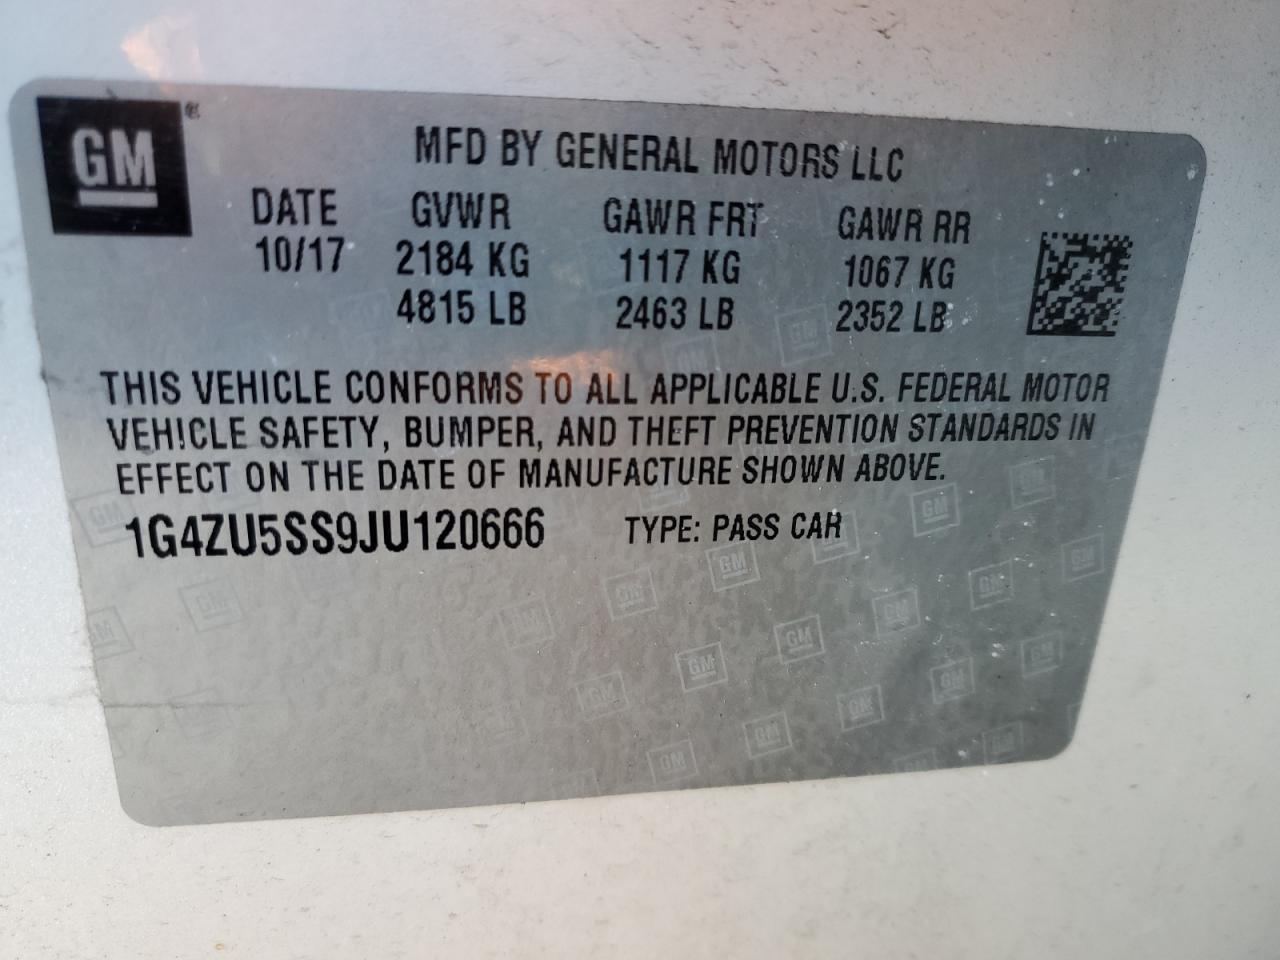 GM ®
MFD BY GENERAL MOTORS LLC
DATE GVWR GAWR FRT GAWR RR
10/17 2184 KG 1117 KG 1067 KG
4815 LB 2463 LB 2352 LB
THIS VEHICLE CONFORMS TO ALL APPLICABLE U.S. FEDERAL MOTOR
VEHICLE SAFETY, BUMPER, AND THEFT PREVENTION STANDARDS IN
EFFECT ON THE DATE OF MANUFACTURE SHOWN ABOVE.
1G4ZU5SS9JU120666 TYPE: PASS CAR